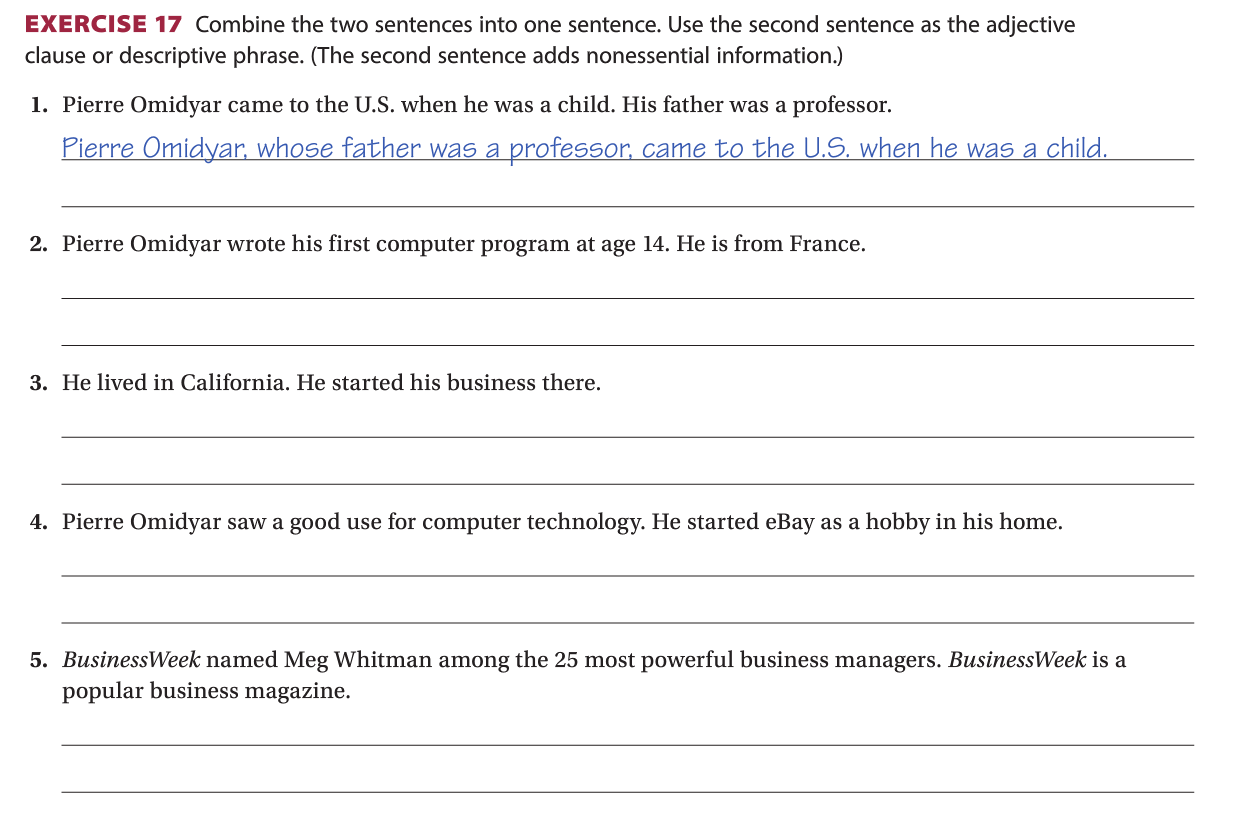 EXERCISE 17 Combine the two sentences into one sentence. Use the second sentence as the adjective
clause or descriptive phrase. (The second sentence adds nonessential information.)
1. Pierre Omidyar came to the U.S. when he was a child. His father was a professor.
Pierre Omidyar, whose father was a professor, came to the U.S. when he was a child.
2. Pierre Omidyar wrote his first computer program at age 14. He is from France.
3. He lived in California. He started his business there.
4. Pierre Omidyar saw a good use for computer technology. He started eBay as a hobby in his home.
5. BusinessWeek named Meg Whitman among the 25 most powerful business managers. BusinessWeek is a
popular business magazine.